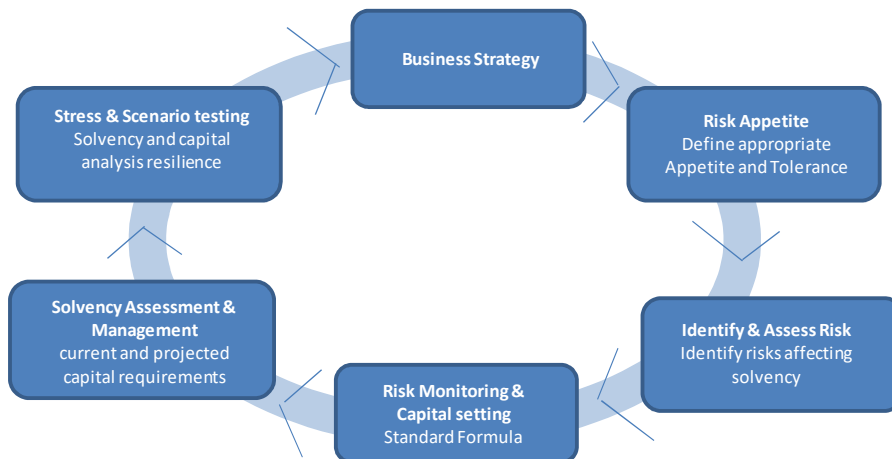 Business Strategy
Risk Appetite
Define appropriate
Appetite and Tolerance
Identify & Assess Risk
Identify risks affecting
solvency
Risk Monitoring &
Capital setting
Standard Formula
Solvency Assessment &
Management
current and projected
capital requirements
Stress & Scenario testing
Solvency and capital
analysis resilience